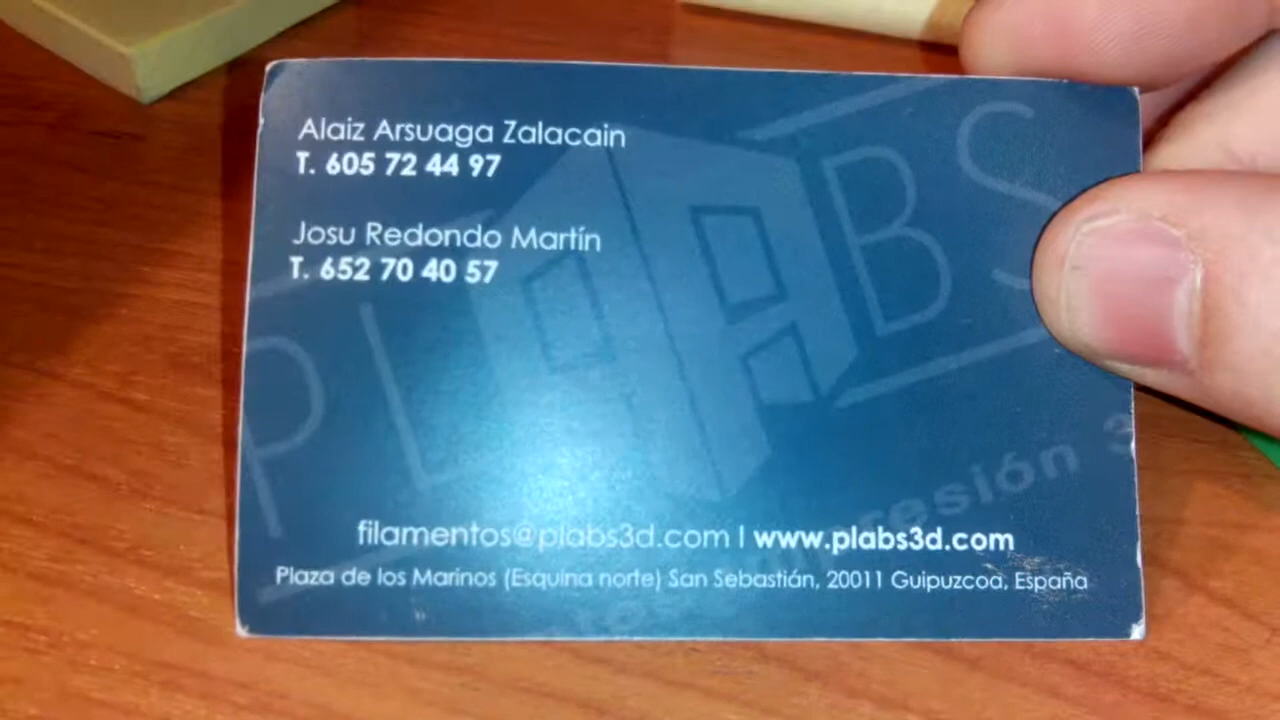 Alaiz Arsuaga Zalacain
T. 605 72 44 97
Josu Redondo Martín
T. 652 70 40 57
PLABS
filamentos@plabs3d.com | www.plabs3d.com
Plaza de los Marinos (Esquina norte) San Sebastián, 20011 Guipuzcoa, España